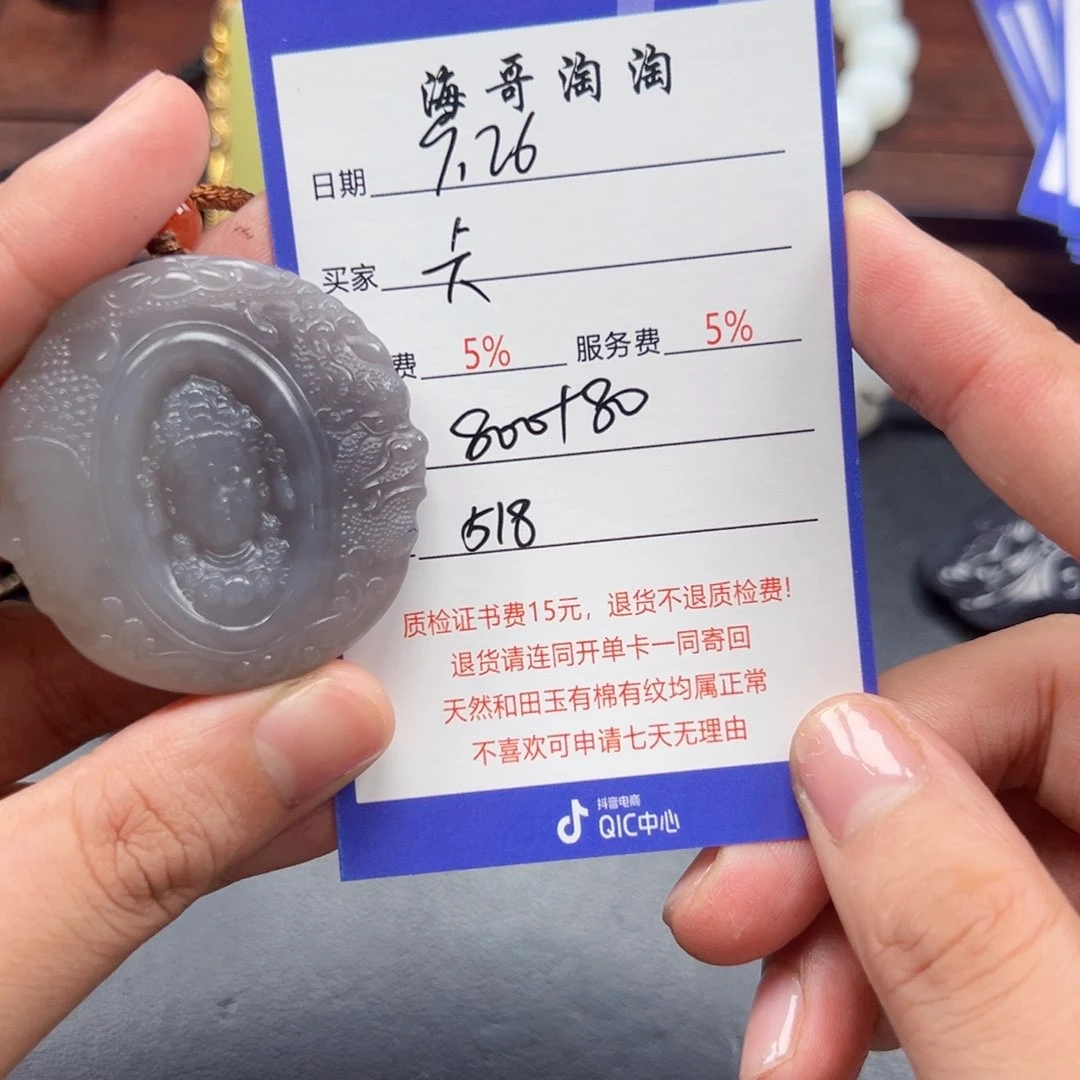 海哥淘淘
日期 7.26
买家 卡
费 5% 服务费 5%
800+80
518
质检证书费15元，退货不退质检费！
退货请连同开单卡一同寄回
天然和田玉有棉有纹均属正常
不喜欢可申请七天无理由
抖音电商
QIC中心